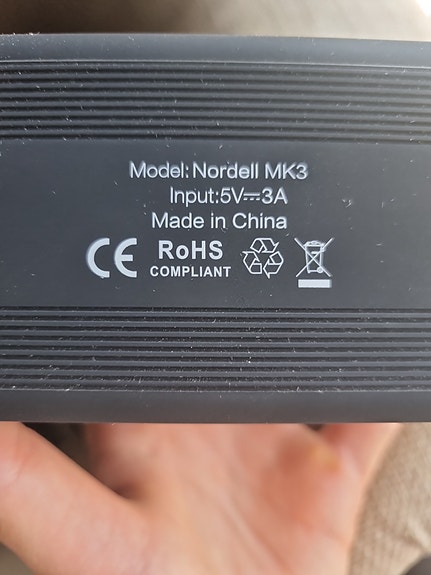 Model: Nordell MK3
Input:5V⎓3A
Made in China
CE RoHS
COMPLIANT